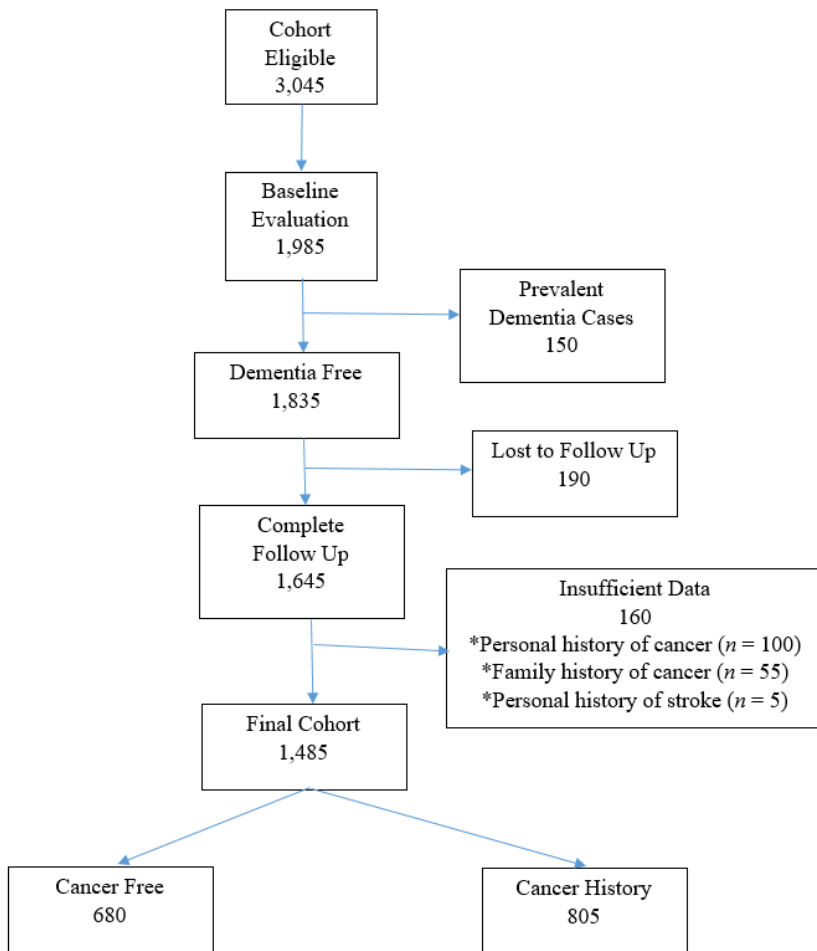 Cohort
Eligible
3,045
Baseline
Evaluation
1,985
Prevalent
Dementia Cases
150
Dementia Free
1,835
Lost to Follow Up
190
Complete
Follow Up
1,645
Insufficient Data
160
*Personal history of cancer (n = 100)
*Family history of cancer (n = 55)
*Personal history of stroke (n = 5)
Final Cohort
1,485
Cancer Free
680
Cancer History
805